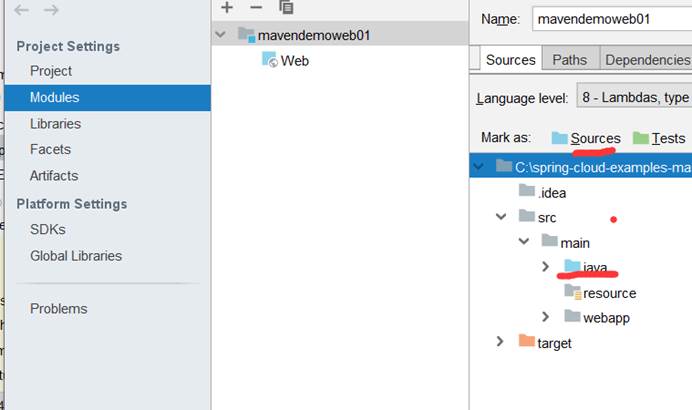 Name: mavendemoweb01
mavendemoweb01
Web
Project Settings
Project
Modules
Libraries
Facets
Artifacts
Platform Settings
SDKs
Global Libraries
Problems
Sources Paths Dependencies
Language level: 8 - Lambdas, type
Mark as: Sources Tests
C:\spring-cloud-examples-ma
.idea
src
main
java
resource
webapp
target